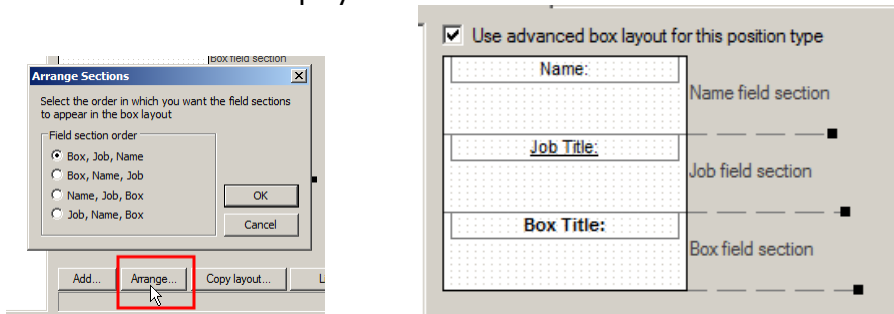 Box field section
Arrange Sections
Select the order in which you want the field sections
to appear in the box layout
Field section order
Box, Job, Name
Box, Name, Job
Name, Job, Box
Job, Name, Box
OK
Cancel
Add...
Arrange...
Copy layout...
Use advanced box layout for this position type
Name:
Name field section
Job Title:
Job field section
Box Title:
Box field section